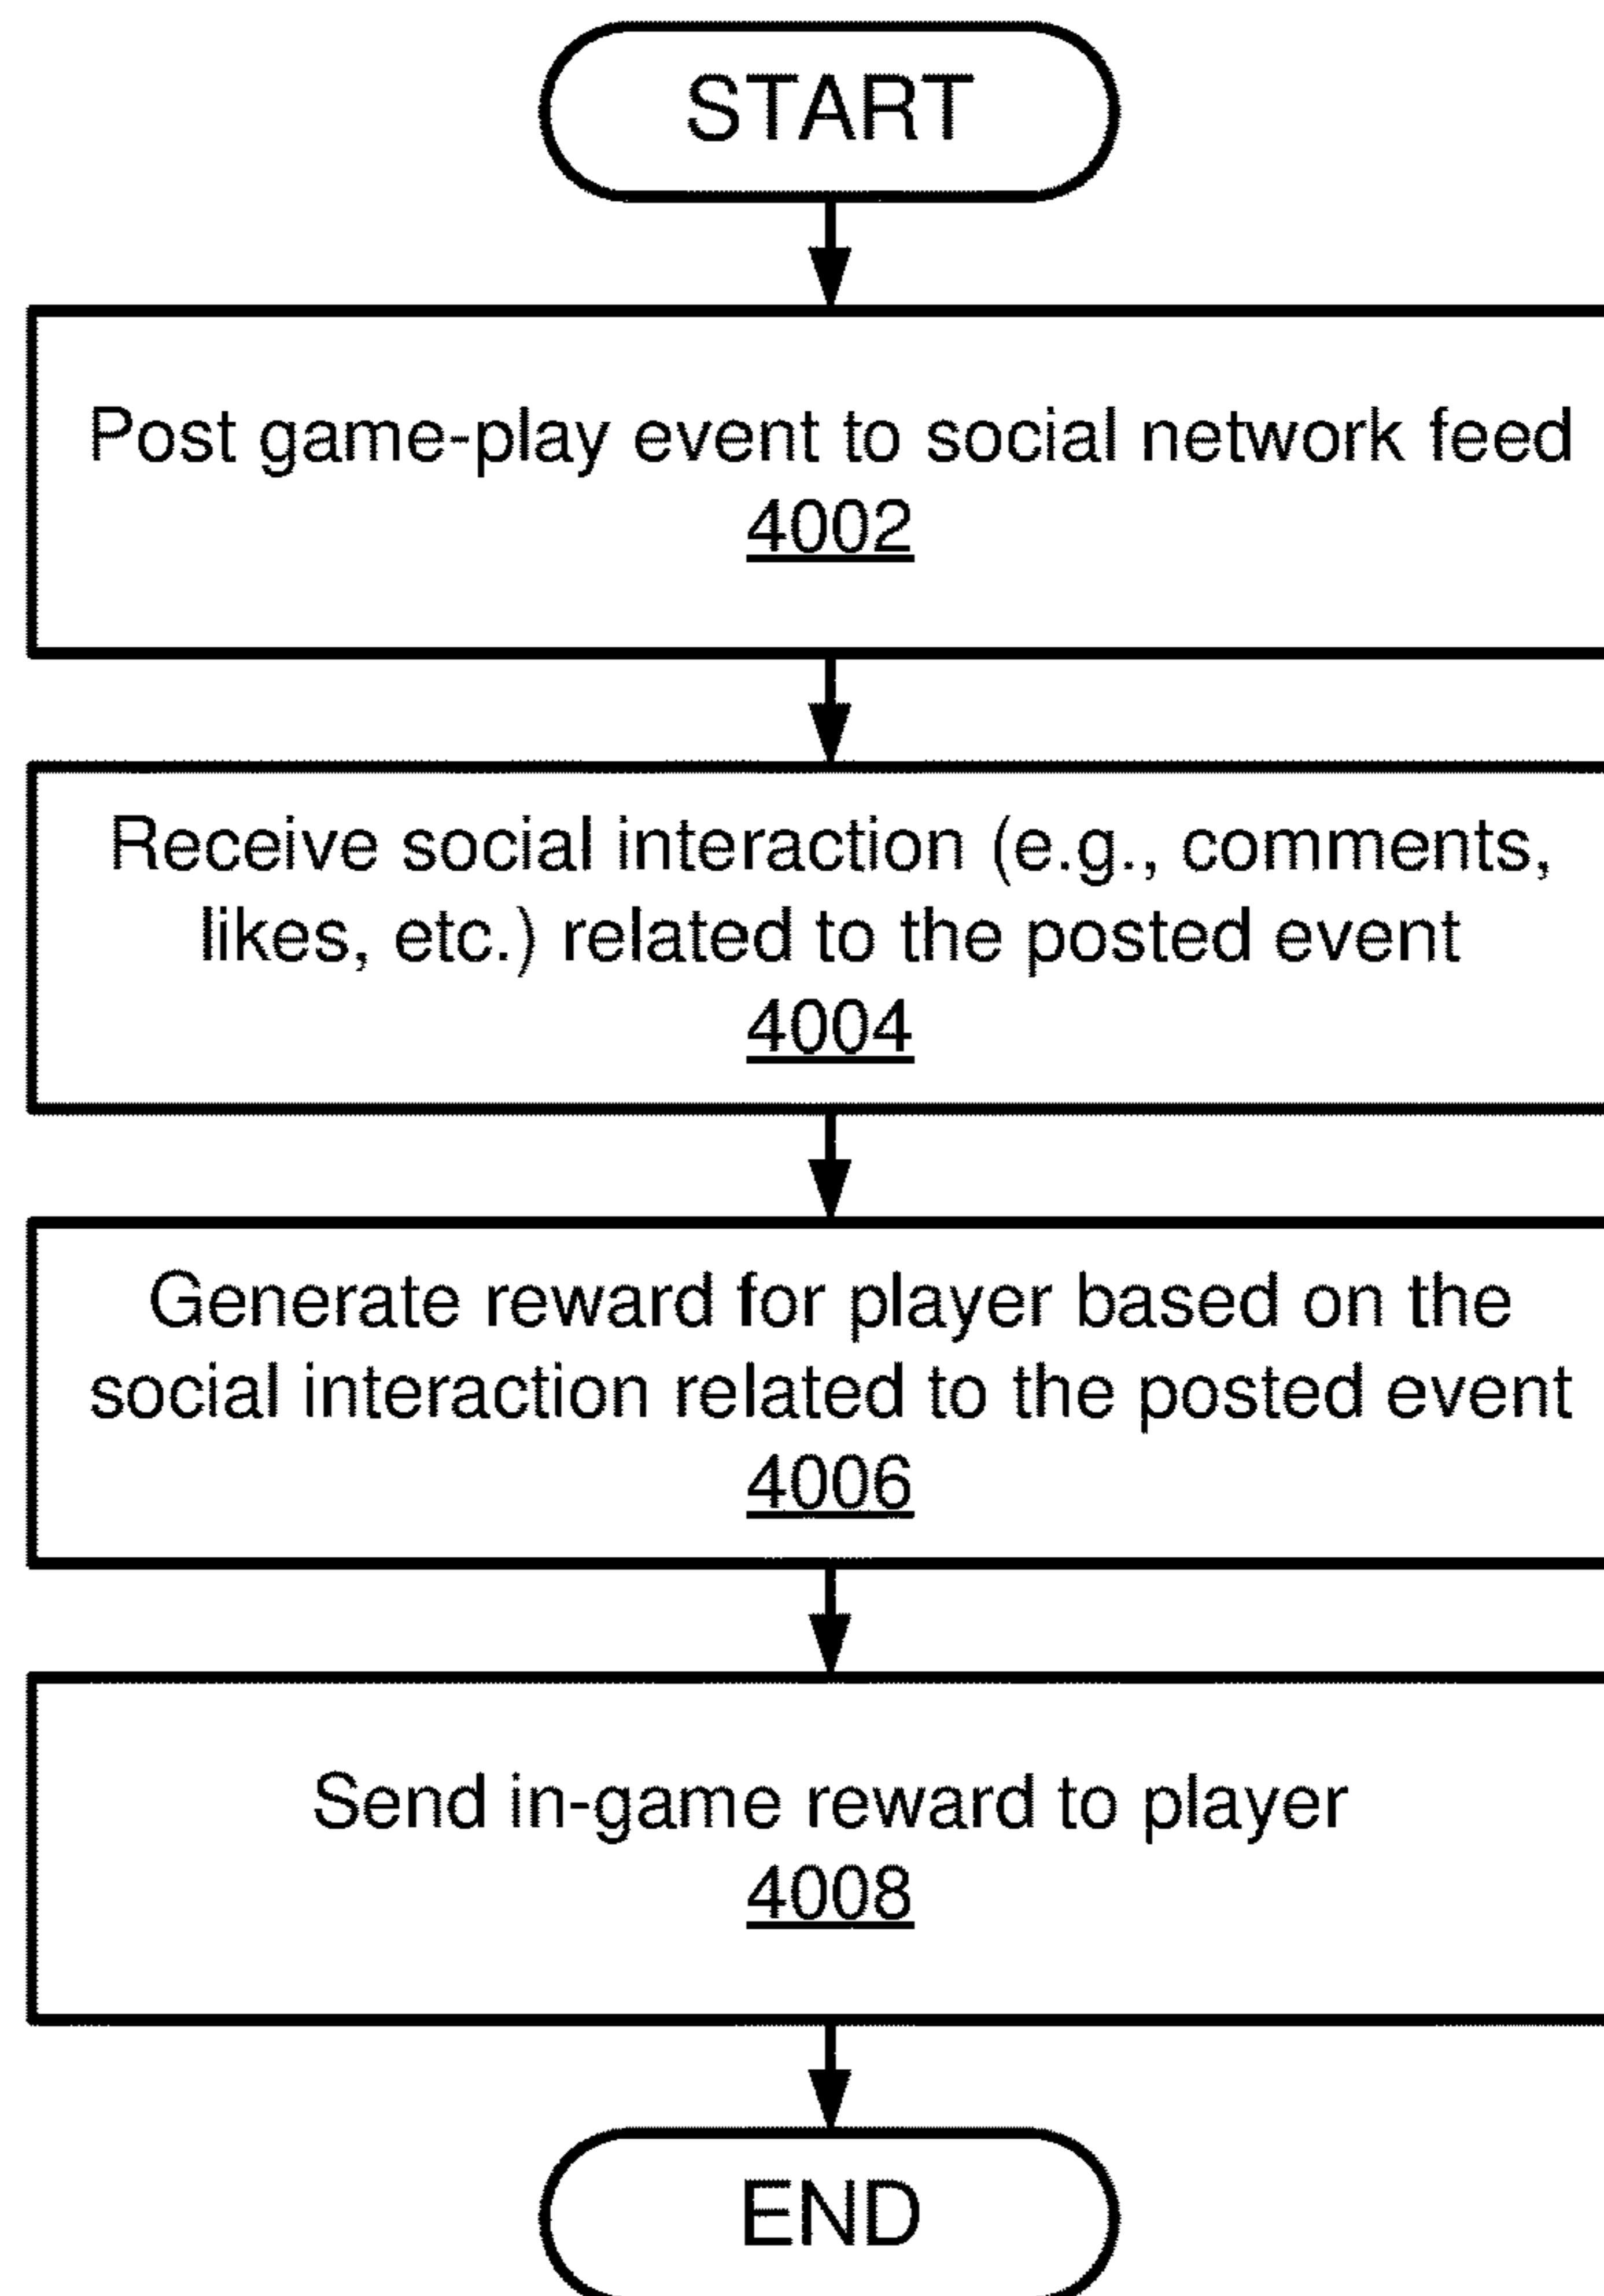 START
Post game-play event to social network feed
4002
Receive social interaction (e.g., comments,
likes, etc.) related to the posted event
4004
Generate reward for player based on the
social interaction related to the posted event
4006
Send in-game reward to player
4008
END